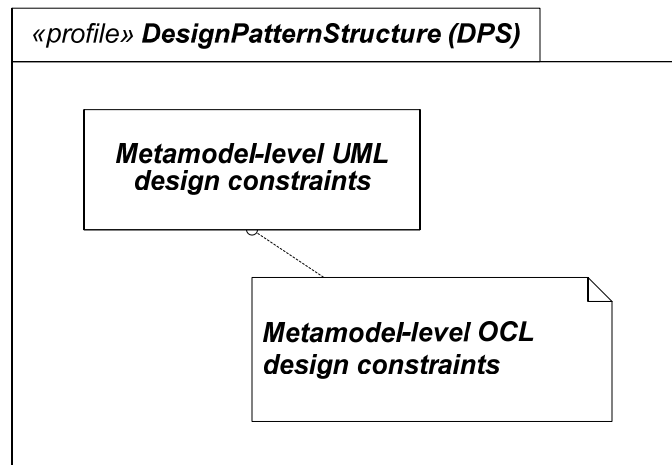 «profile» DesignPatternStructure (DPS)
Metamodel-level UML
design constraints
Metamodel-level OCL
design constraints